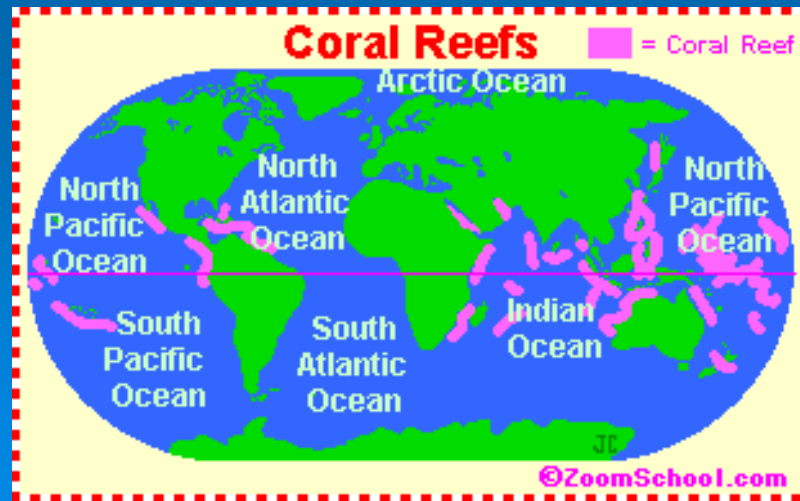 Coral Reefs
= Coral Reef
Arctic Ocean
North
Pacific
Ocean
North
Atlantic
Ocean
North
Pacific
Ocean
South
Pacific
Ocean
South
Atlantic
Ocean
Indian
Ocean
JC
©ZoomSchool.com